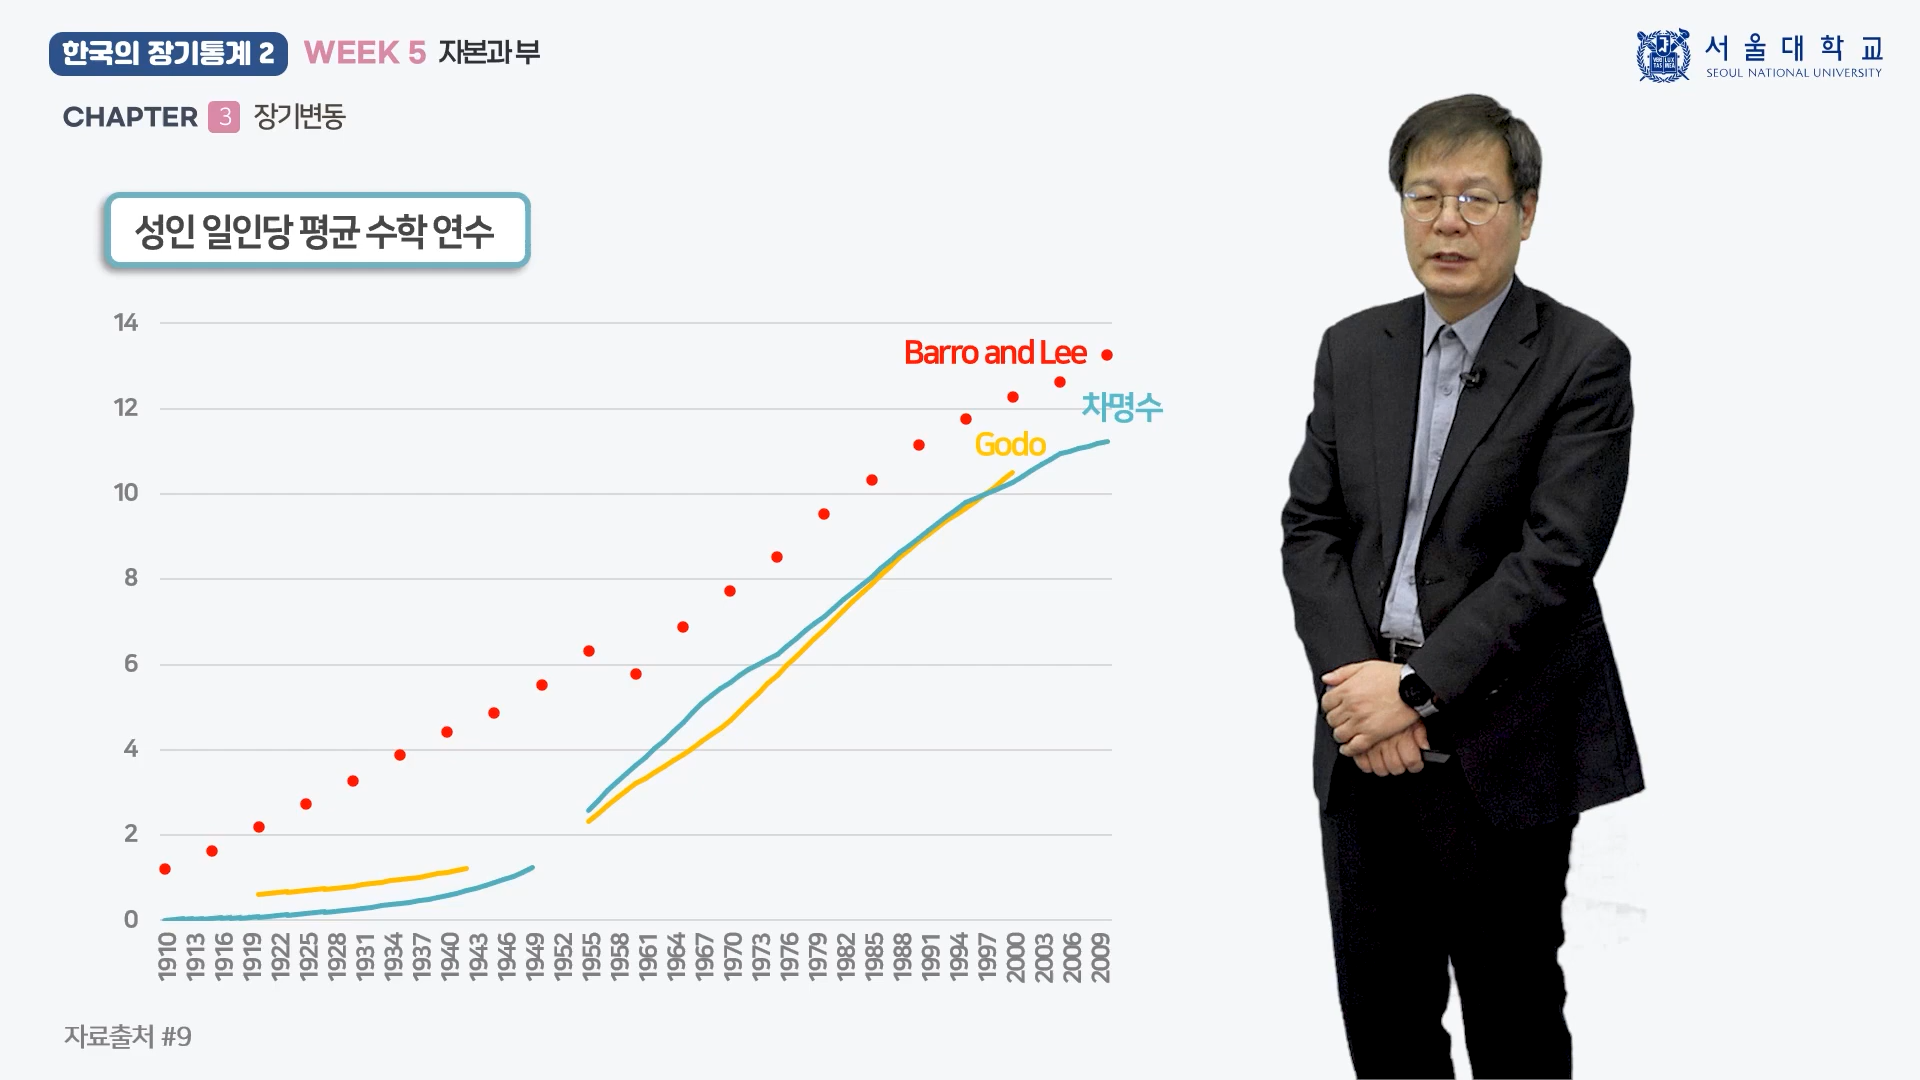 한국의 장기통계 2 WEEK 5 자본과 부
서울대학교
SEOUL NATIONAL UNIVERSITY
CHAPTER 3 장기변동
성인 일인당 평균 수학 연수
14
12
10
8
6
4
2
0
Barro and Lee
차명수
Godo
1910 1913 1916 1919 1922 1925 1928 1931 1934 1937 1940 1943 1946 1949 1952 1955 1958 1961 1964 1967 1970 1973 1976 1979 1982 1985 1988 1991 1994 1997 2000 2003 2006 2009
자료출처 #9